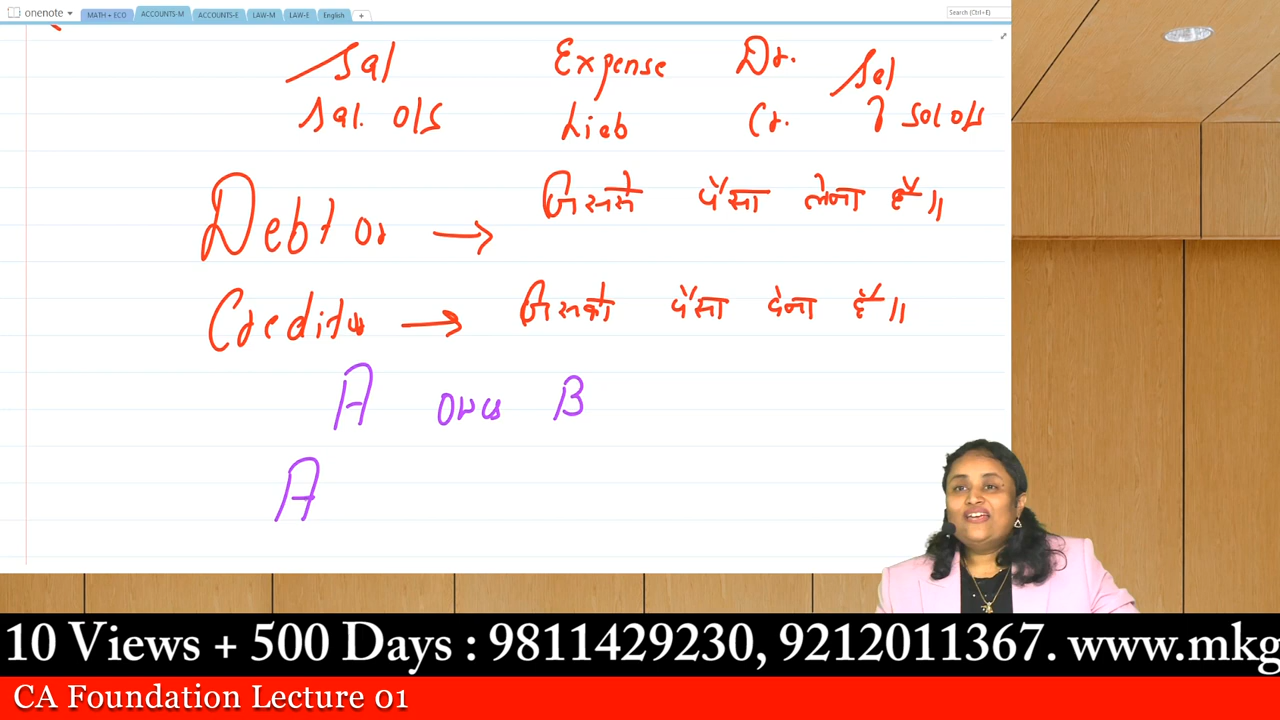 onenote MATH + ECO ACCOUNTS-M ACCOUNTS-E LAW-M LAW-E English + Search (Ctrl+E)
Sal Expense Dr. Sal
Sal. o/s Liab Cr. Sal o/s
Debtor → जिससे पैसा लेना है॥
Creditor → जिसको पैसा देना है॥
A owes B
A
10 Views + 500 Days : 9811429230, 9212011367. www.mkg
CA Foundation Lecture 01